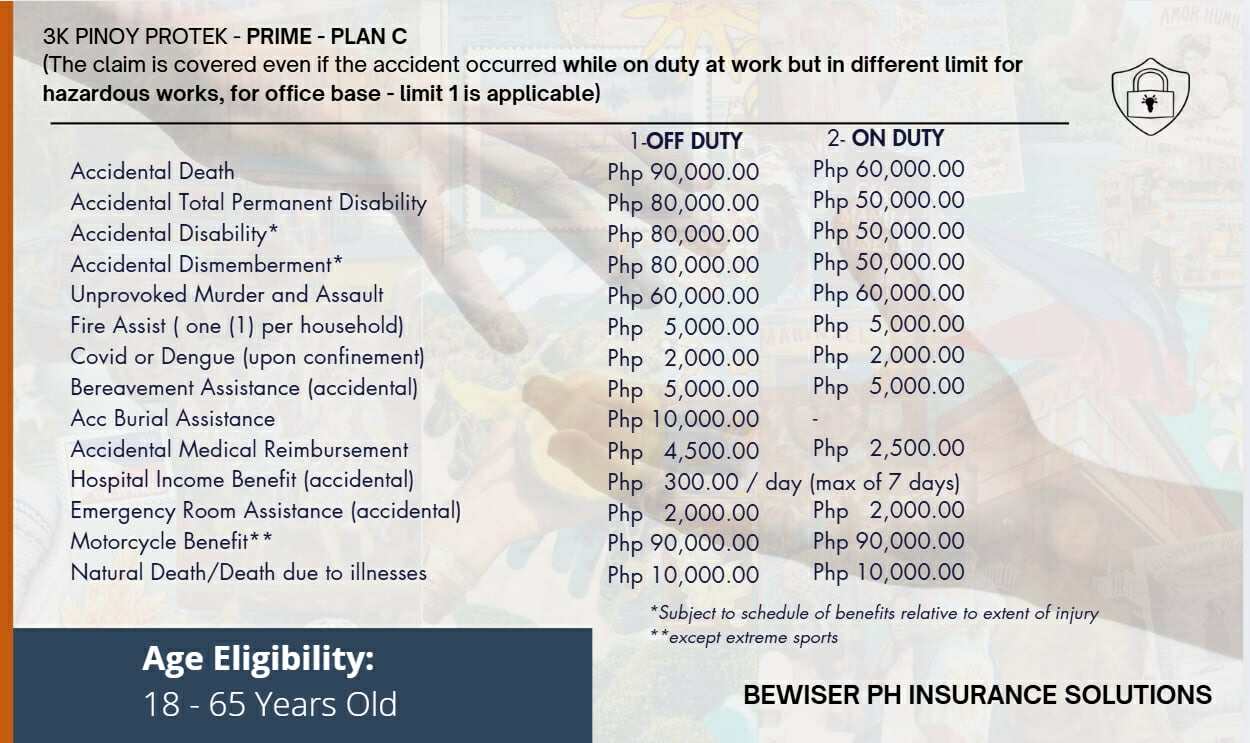 3K PINOY PROTEK - PRIME - PLAN C
(The claim is covered even if the accident occurred while on duty at work but in different limit for
hazardous works, for office base - limit 1 is applicable)
1-OFF DUTY 2- ON DUTY
Accidental Death Php 90,000.00 Php 60,000.00
Accidental Total Permanent Disability Php 80,000.00 Php 50,000.00
Accidental Disability* Php 80,000.00 Php 50,000.00
Accidental Dismemberment* Php 80,000.00 Php 50,000.00
Unprovoked Murder and Assault Php 60,000.00 Php 60,000.00
Fire Assist ( one (1) per household) Php 5,000.00 Php 5,000.00
Covid or Dengue (upon confinement) Php 2,000.00 Php 2,000.00
Bereavement Assistance (accidental) Php 5,000.00 Php 5,000.00
Acc Burial Assistance Php 10,000.00 -
Accidental Medical Reimbursement Php 4,500.00 Php 2,500.00
Hospital Income Benefit (accidental) Php 300.00 / day (max of 7 days)
Emergency Room Assistance (accidental) Php 2,000.00 Php 2,000.00
Motorcycle Benefit** Php 90,000.00 Php 90,000.00
Natural Death/Death due to illnesses Php 10,000.00 Php 10,000.00
*Subject to schedule of benefits relative to extent of injury
**except extreme sports
Age Eligibility:
18 - 65 Years Old
BEWISER PH INSURANCE SOLUTIONS